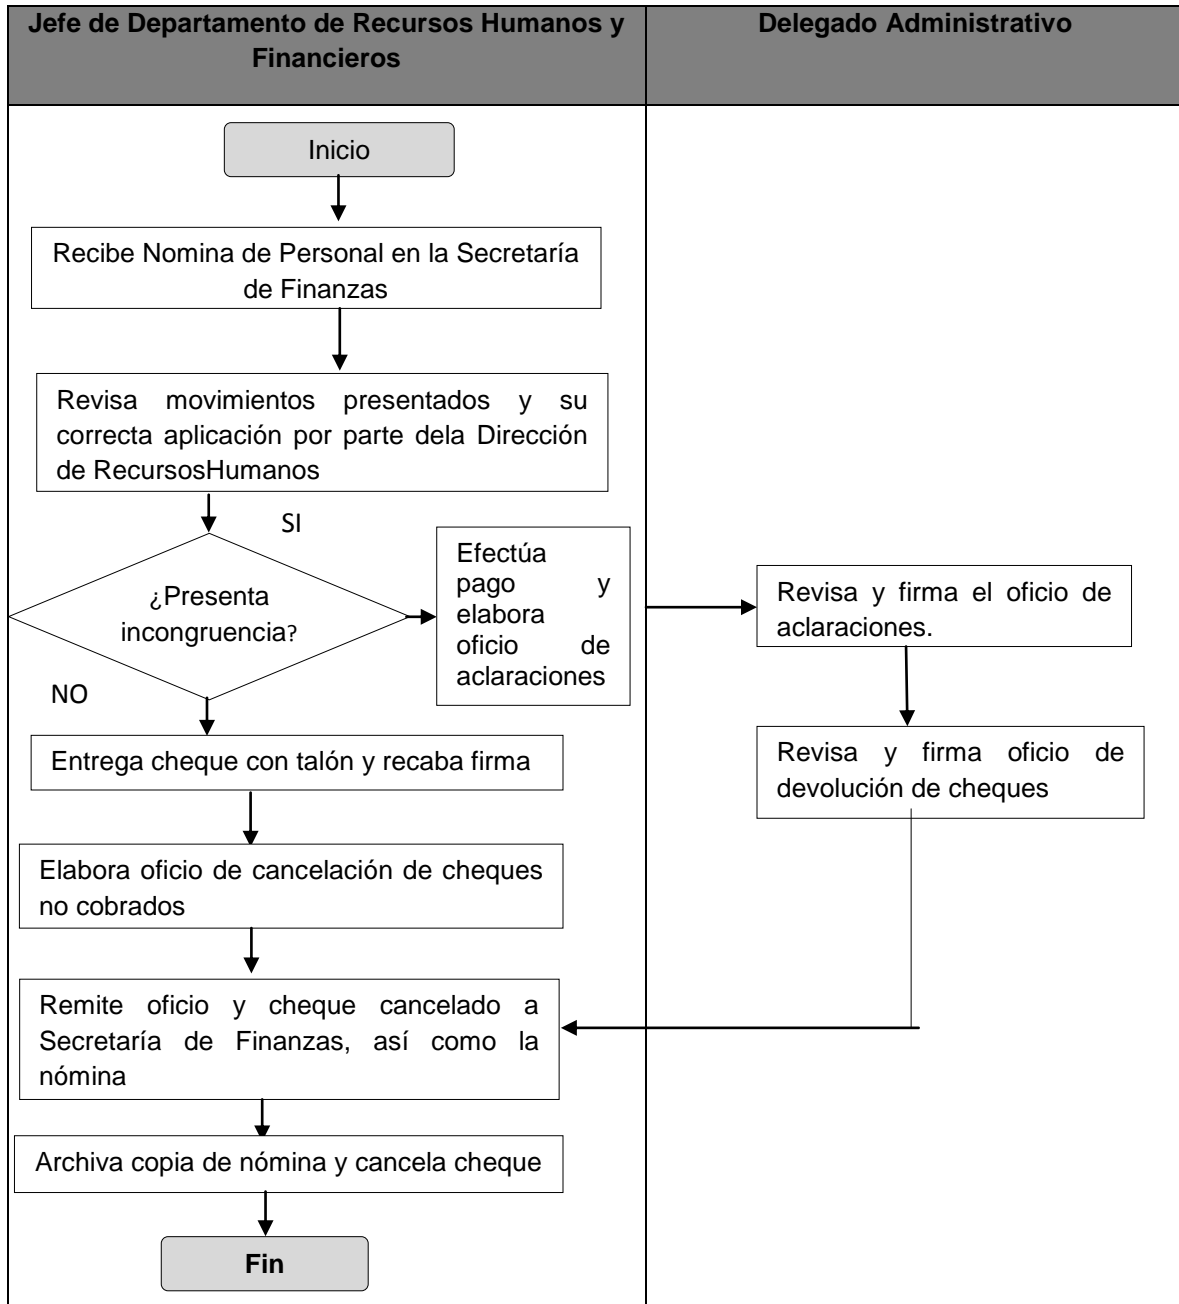 Jefe de Departamento de Recursos Humanos y
Financieros
Delegado Administrativo
Inicio
Recibe Nomina de Personal en la Secretaría
de Finanzas
Revisa movimientos presentados y su
correcta aplicación por parte dela Dirección
de RecursosHumanos
SI
¿Presenta
incongruencia?
Efectúa
pago y
elabora
oficio de
aclaraciones
Revisa y firma el oficio de
aclaraciones.
NO
Entrega cheque con talón y recaba firma
Revisa y firma oficio de
devolución de cheques
Elabora oficio de cancelación de cheques
no cobrados
Remite oficio y cheque cancelado a
Secretaría de Finanzas, así como la
nómina
Archiva copia de nómina y cancela cheque
Fin